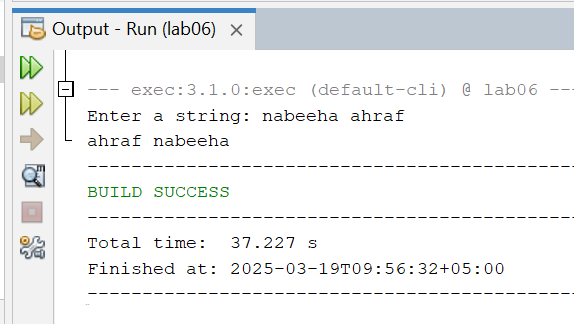 Output - Run (lab06)
--- exec:3.1.0:exec (default-cli) @ lab06 ---
Enter a string: nabeeha ahraf
ahraf nabeeha
------------------------------------------------
BUILD SUCCESS
------------------------------------------------
Total time:  37.227 s
Finished at: 2025-03-19T09:56:32+05:00
------------------------------------------------